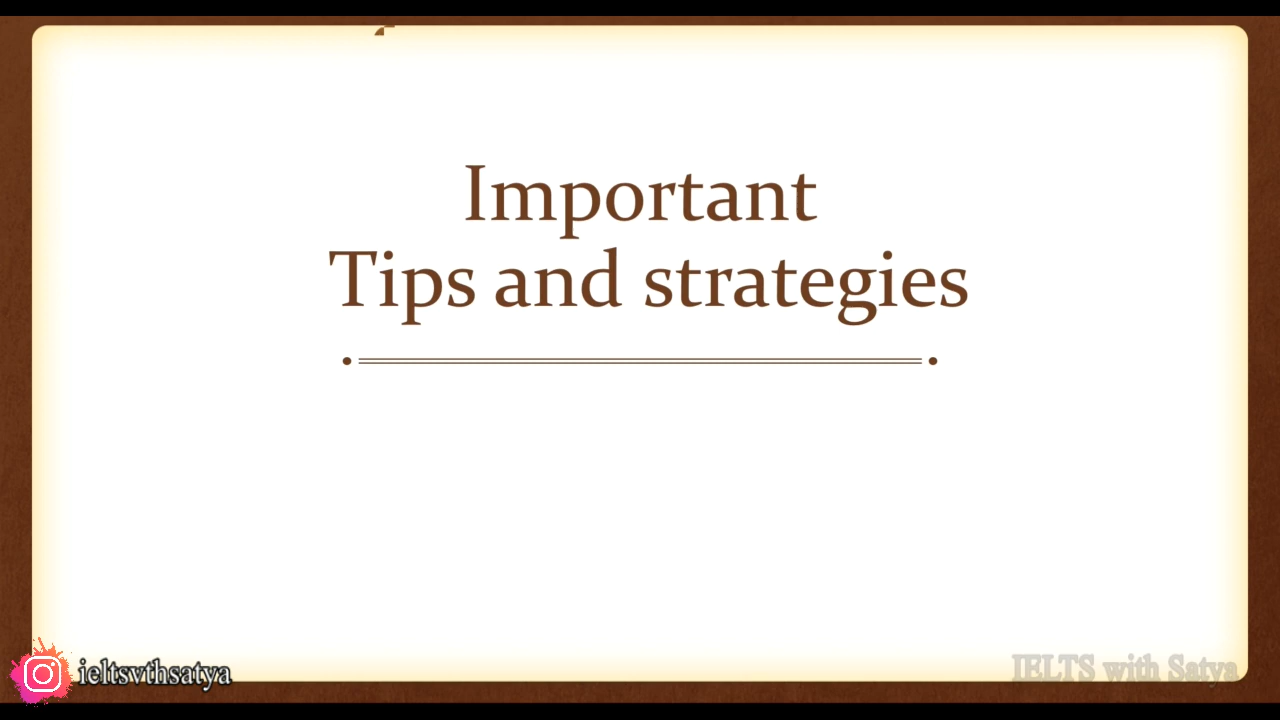 Important
Tips and strategies
ieltsvthsatya
IELTS with Satya